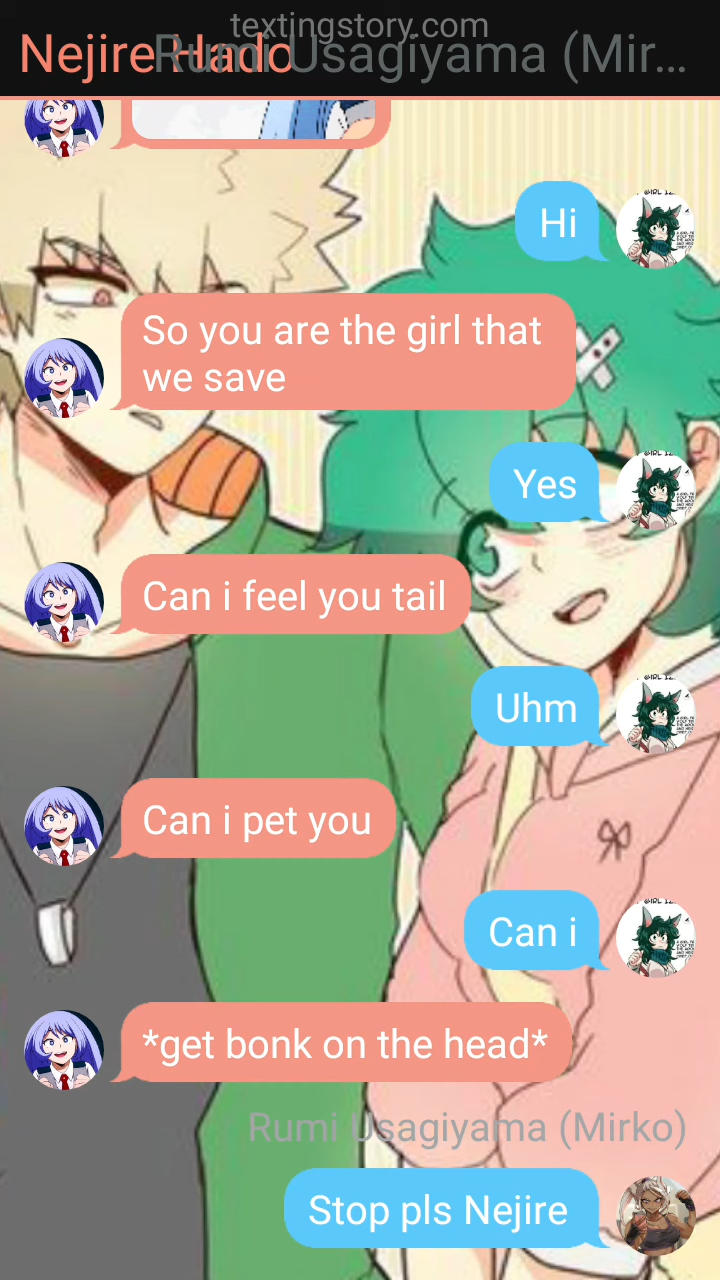 textingstory.com
Nejire Hado
Rumi Usagiyama (Mir...
Hi
So you are the girl that
we save
Yes
Can i feel you tail
Uhm
Can i pet you
Can i
*get bonk on the head*
Rumi Usagiyama (Mirko)
Stop pls Nejire